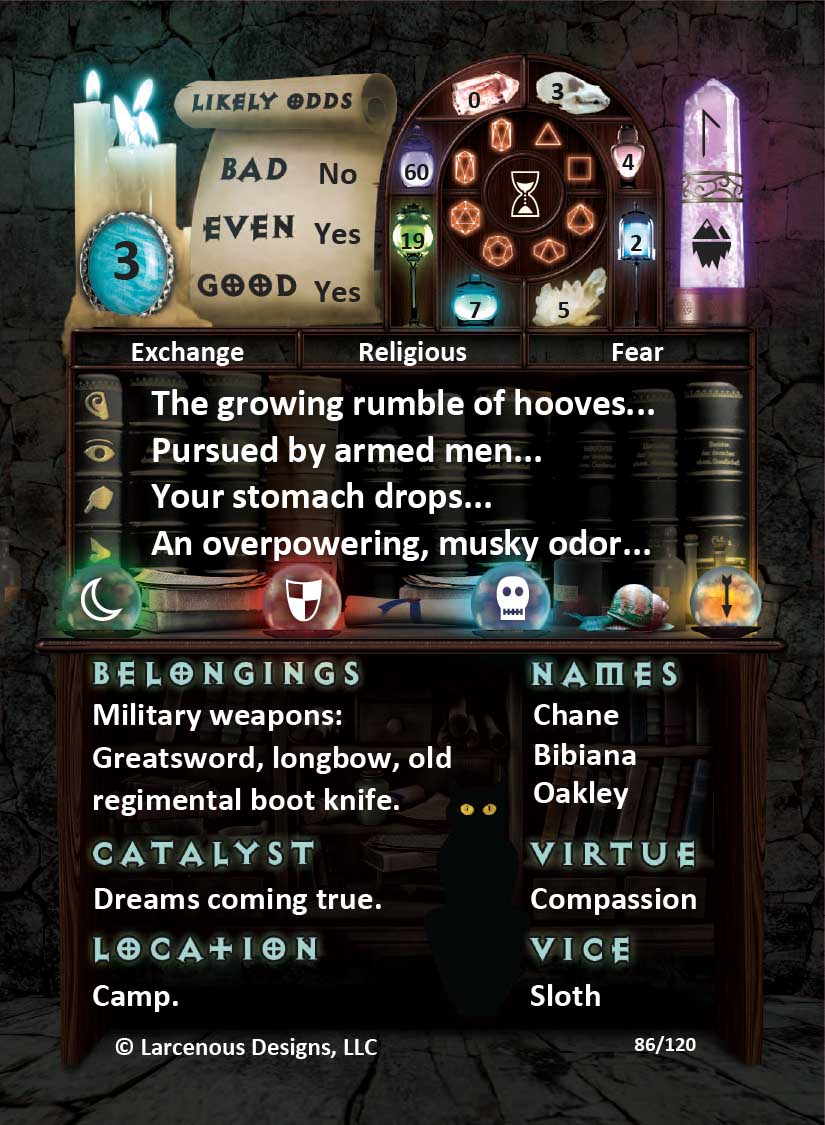 LIKELY ODDS
BAD No
EVEN Yes
GOOD Yes
3
0
3
60
4
19
2
7
5
Exchange Religious Fear
The growing rumble of hooves...
Pursued by armed men...
Your stomach drops...
An overpowering, musky odor...
BELONGINGS
Military weapons:
Greatsword, longbow, old
regimental boot knife.
NAMES
Chane
Bibiana
Oakley
CATALYST
Dreams coming true.
VIRTUE
Compassion
LOCATION
Camp.
VICE
Sloth
© Larcenous Designs, LLC
86/120